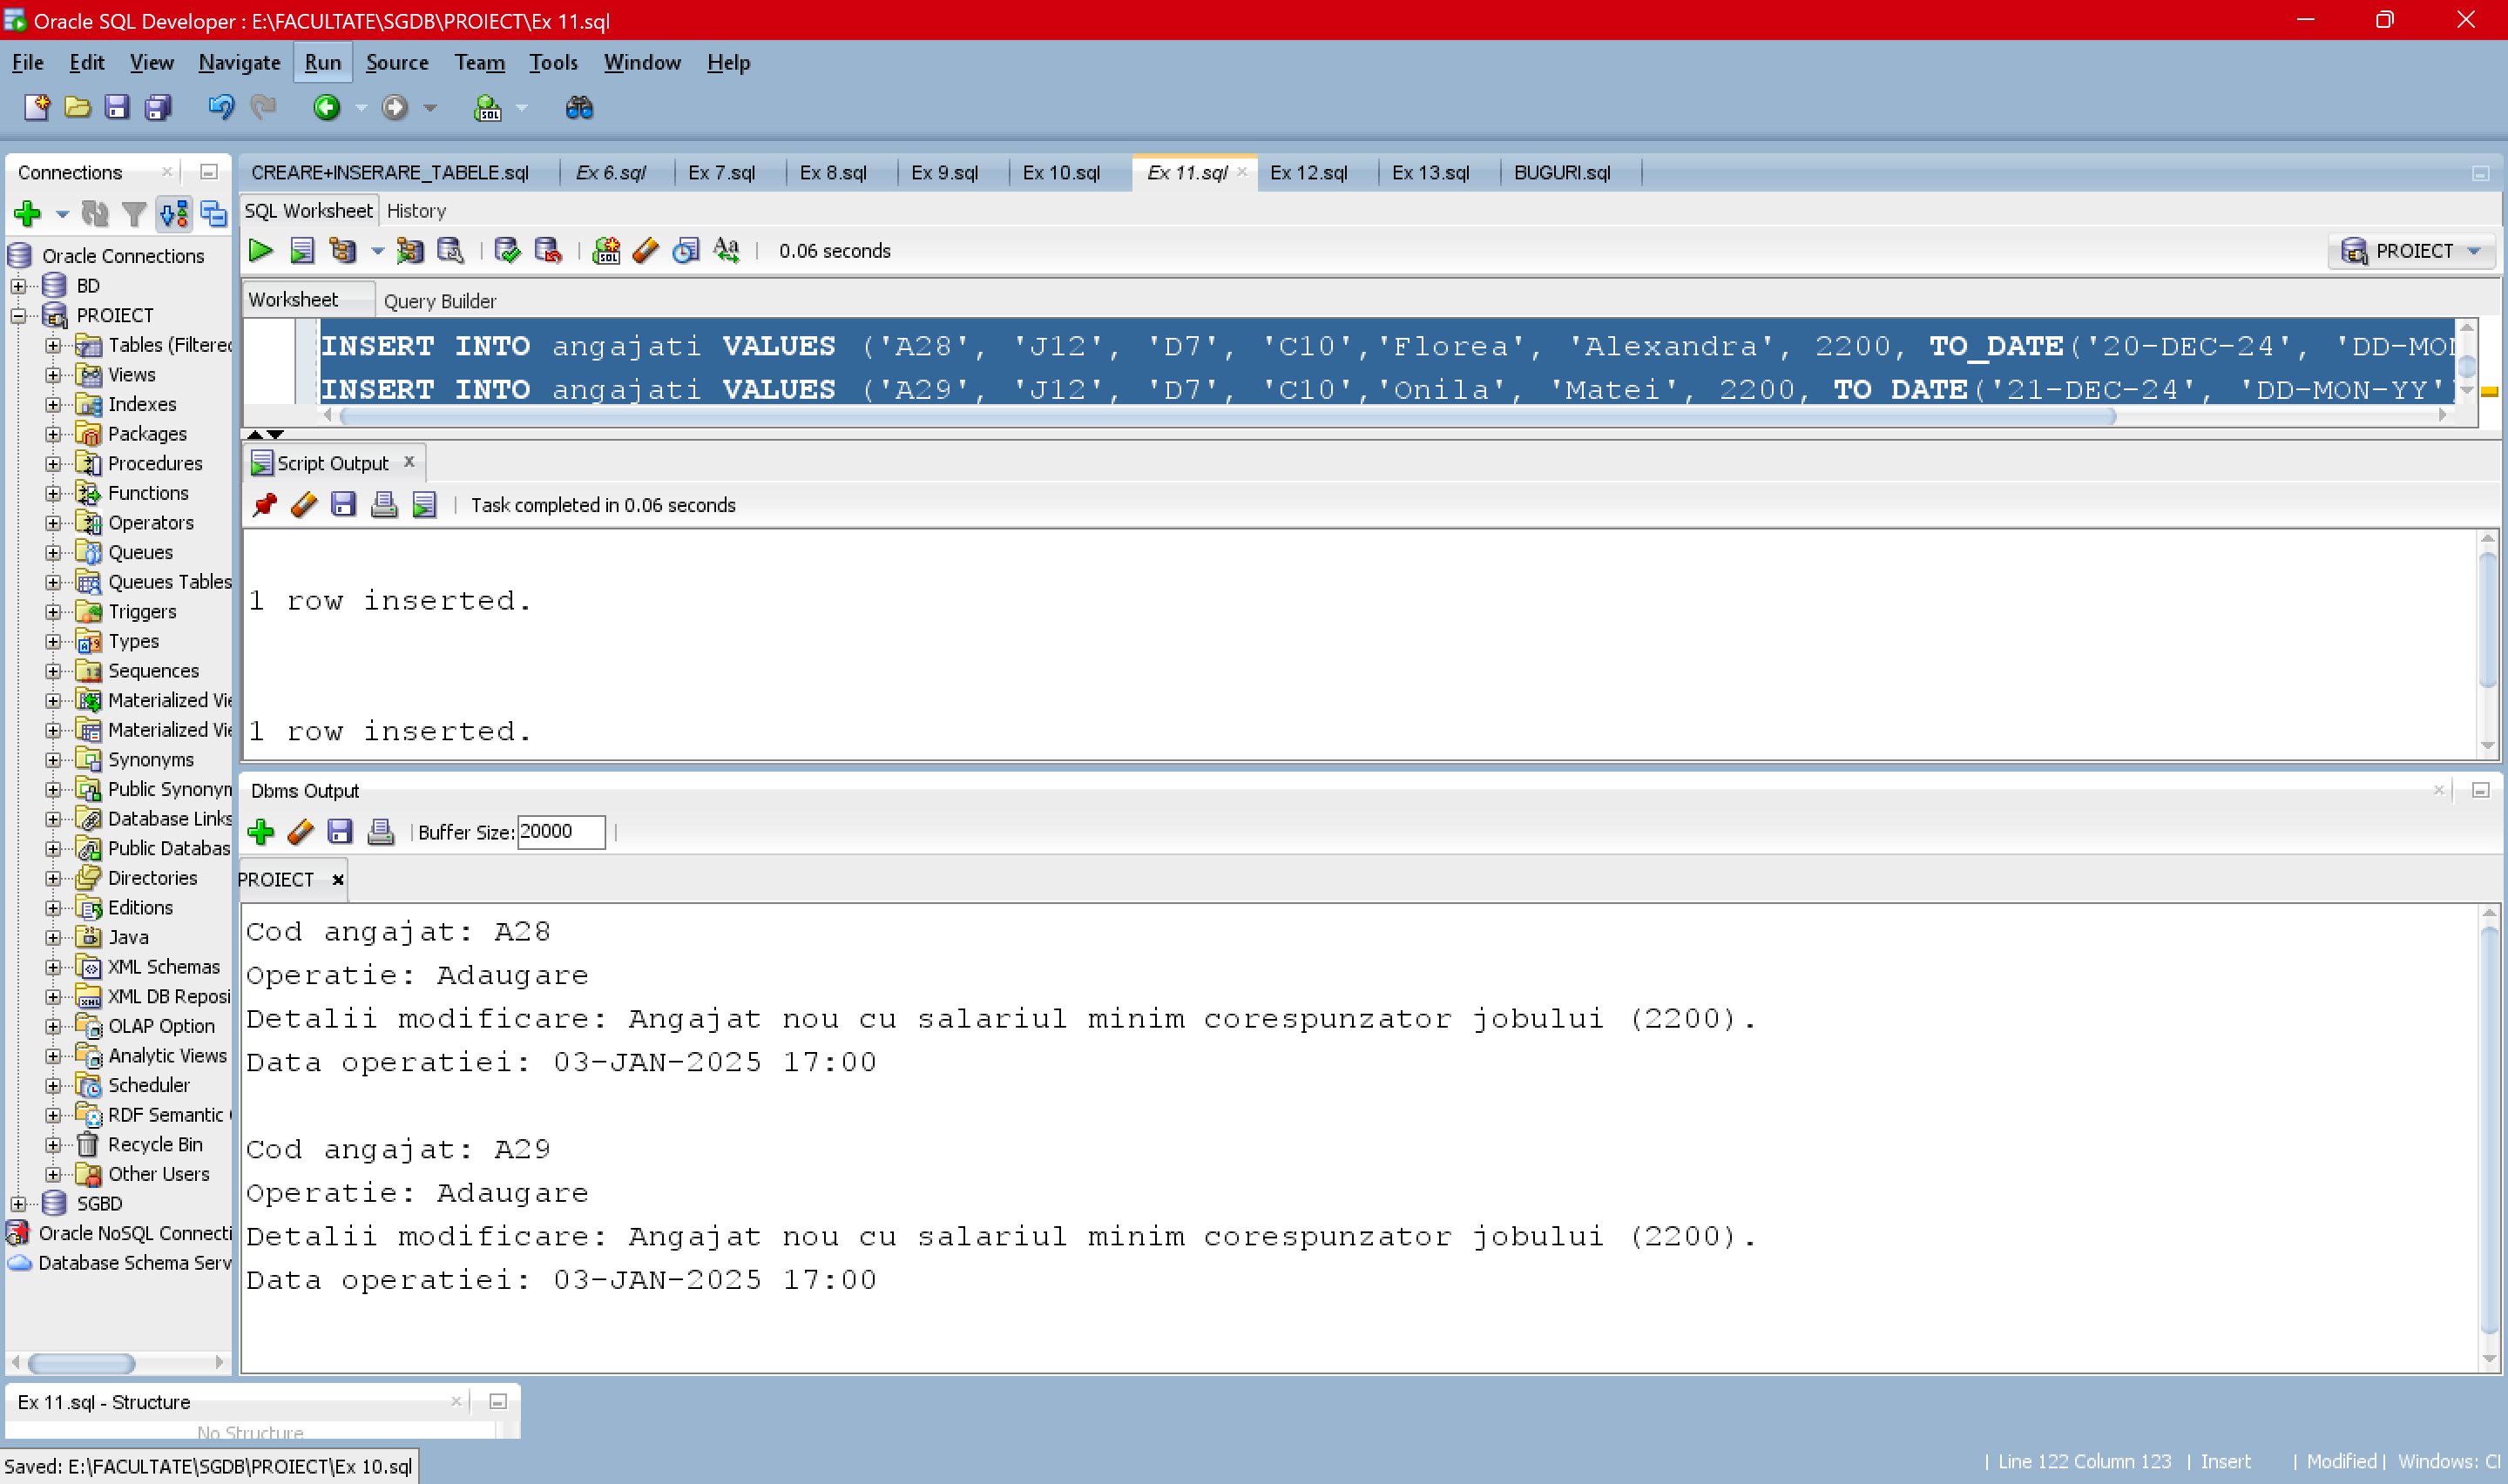 Oracle SQL Developer : E:\FACULTATE\SGDB\PROIECT\Ex 11.sql
File Edit View Navigate Run Source Team Tools Window Help
Connections
CREARE+INSERARE_TABELE.sql Ex 6.sql Ex 7.sql Ex 8.sql Ex 9.sql Ex 10.sql Ex 11.sql Ex 12.sql Ex 13.sql BUGURI.sql
SQL Worksheet History
0.06 seconds
PROIECT
Worksheet Query Builder
INSERT INTO angajati VALUES ('A28', 'J12', 'D7', 'C10','Florea', 'Alexandra', 2200, TO_DATE('20-DEC-24', 'DD-MON
INSERT INTO angajati VALUES ('A29', 'J12', 'D7', 'C10','Onila', 'Matei', 2200, TO DATE('21-DEC-24', 'DD-MON-YY')
Oracle Connections
BD
PROIECT
Tables (Filtered
Views
Indexes
Packages
Procedures
Functions
Operators
Queues
Queues Tables
Triggers
Types
Sequences
Materialized Vie
Materialized Vie
Synonyms
Public Synonym
Database Links
Public Databas
Directories
Editions
Java
XML Schemas
XML DB Reposi
OLAP Option
Analytic Views
Scheduler
RDF Semantic
Recycle Bin
Other Users
SGBD
Oracle NoSQL Connecti
Database Schema Serv
Script Output
Task completed in 0.06 seconds
1 row inserted.
1 row inserted.
Dbms Output
Buffer Size: 20000
PROIECT
Cod angajat: A28
Operatie: Adaugare
Detalii modificare: Angajat nou cu salariul minim corespunzator jobului (2200).
Data operatiei: 03-JAN-2025 17:00
Cod angajat: A29
Operatie: Adaugare
Detalii modificare: Angajat nou cu salariul minim corespunzator jobului (2200).
Data operatiei: 03-JAN-2025 17:00
Ex 11.sql - Structure
No Structure
Saved: E:\FACULTATE\SGDB\PROIECT\Ex 10.sql
Line 122 Column 123 | Insert | Modified | Windows: Cl